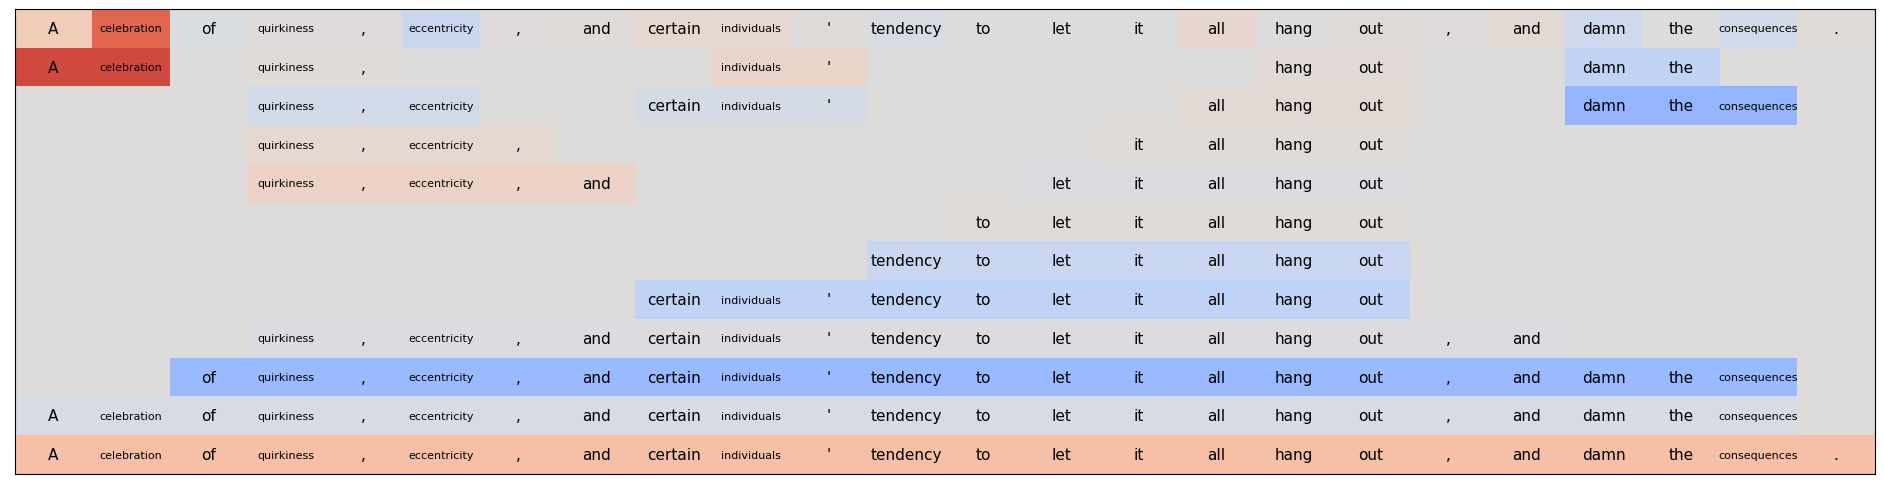 A celebration of quirkiness , eccentricity , and certain individuals ' tendency to let it all hang out , and damn the consequences .
A celebration quirkiness , individuals ' hang out damn the
quirkiness , eccentricity certain individuals ' all hang out damn the consequences
quirkiness , eccentricity , it all hang out
quirkiness , eccentricity , and let it all hang out
to let it all hang out
tendency to let it all hang out
certain individuals ' tendency to let it all hang out
quirkiness , eccentricity , and certain individuals ' tendency to let it all hang out , and
of quirkiness , eccentricity , and certain individuals ' tendency to let it all hang out , and damn the consequences
A celebration of quirkiness , eccentricity , and certain individuals ' tendency to let it all hang out , and damn the consequences
A celebration of quirkiness , eccentricity , and certain individuals ' tendency to let it all hang out , and damn the consequences .